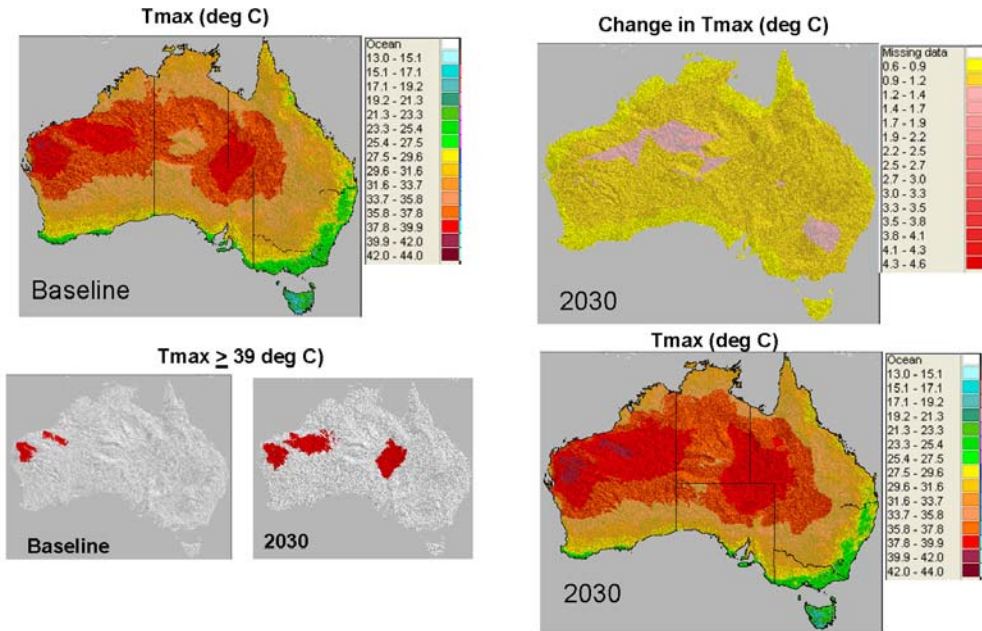 Tmax (deg C)
Ocean
13.0 - 15.1
15.1 - 17.1
17.1 - 19.2
19.2 - 21.3
21.3 - 23.3
23.3 - 25.4
25.4 - 27.5
27.5 - 29.6
29.6 - 31.6
31.6 - 33.7
33.7 - 35.8
35.8 - 37.8
37.8 - 39.9
39.9 - 42.0
42.0 - 44.0
Baseline
Change in Tmax (deg C)
Missing data
0.6 - 0.9
0.9 - 1.2
1.2 - 1.4
1.4 - 1.7
1.7 - 1.9
1.9 - 2.2
2.2 - 2.5
2.5 - 2.7
2.7 - 3.0
3.0 - 3.3
3.3 - 3.5
3.5 - 3.8
3.8 - 4.1
4.1 - 4.3
4.3 - 4.6
2030
Tmax ≥ 39 deg C)
Baseline
2030
Tmax (deg C)
Ocean
13.0 - 15.1
15.1 - 17.1
17.1 - 19.2
19.2 - 21.3
21.3 - 23.3
23.3 - 25.4
25.4 - 27.5
27.5 - 29.6
29.6 - 31.6
31.6 - 33.7
33.7 - 35.8
35.8 - 37.8
37.8 - 39.9
39.9 - 42.0
42.0 - 44.0
2030